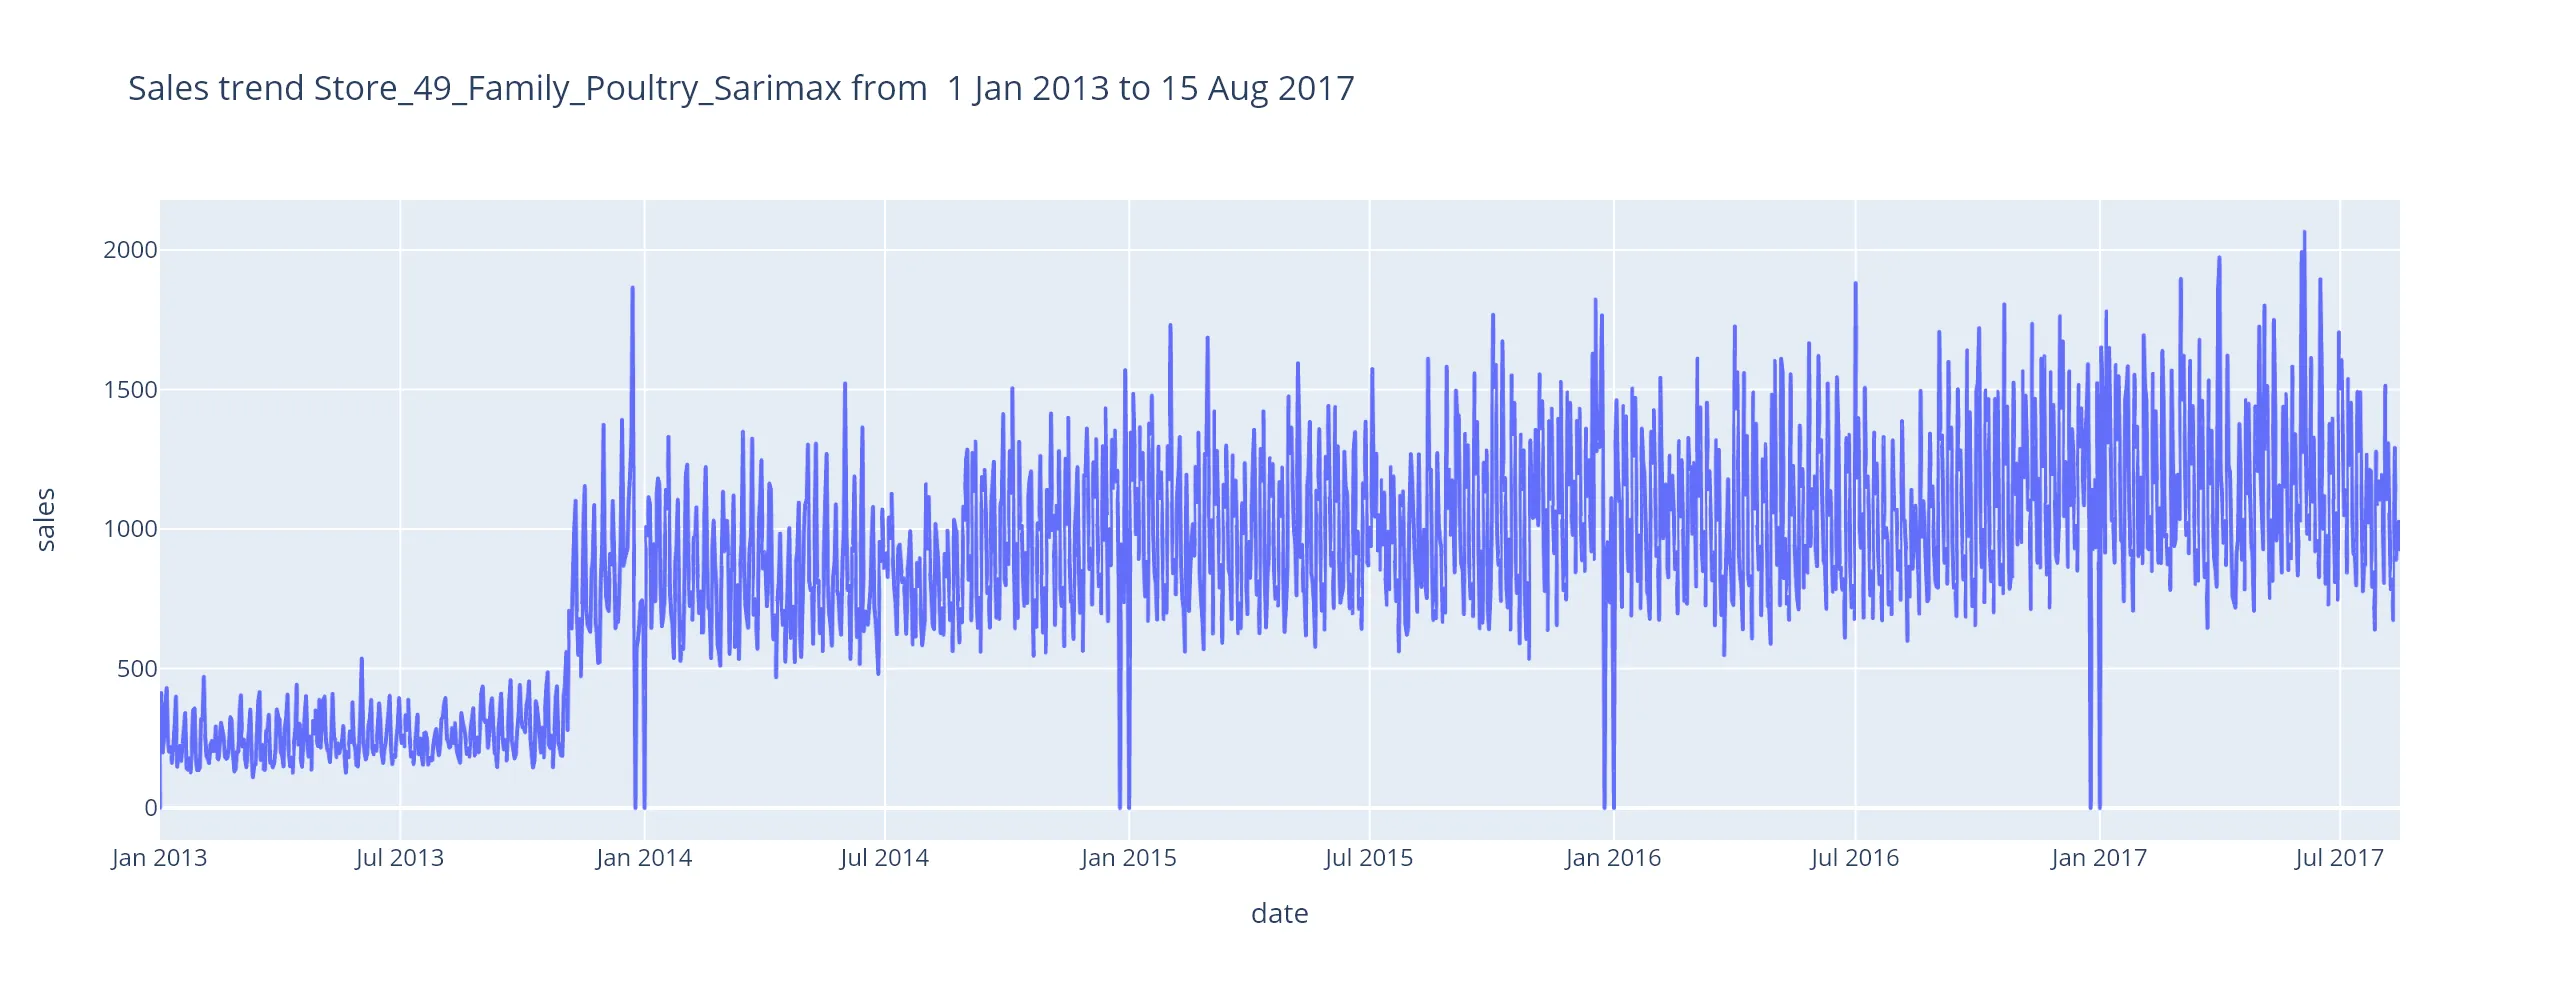 Sales trend Store_49_Family_Poultry_Sarimax from  1 Jan 2013 to 15 Aug 2017
sales
2000
1500
1000
500
0
Jan 2013 Jul 2013 Jan 2014 Jul 2014 Jan 2015 Jul 2015 Jan 2016 Jul 2016 Jan 2017 Jul 2017
date